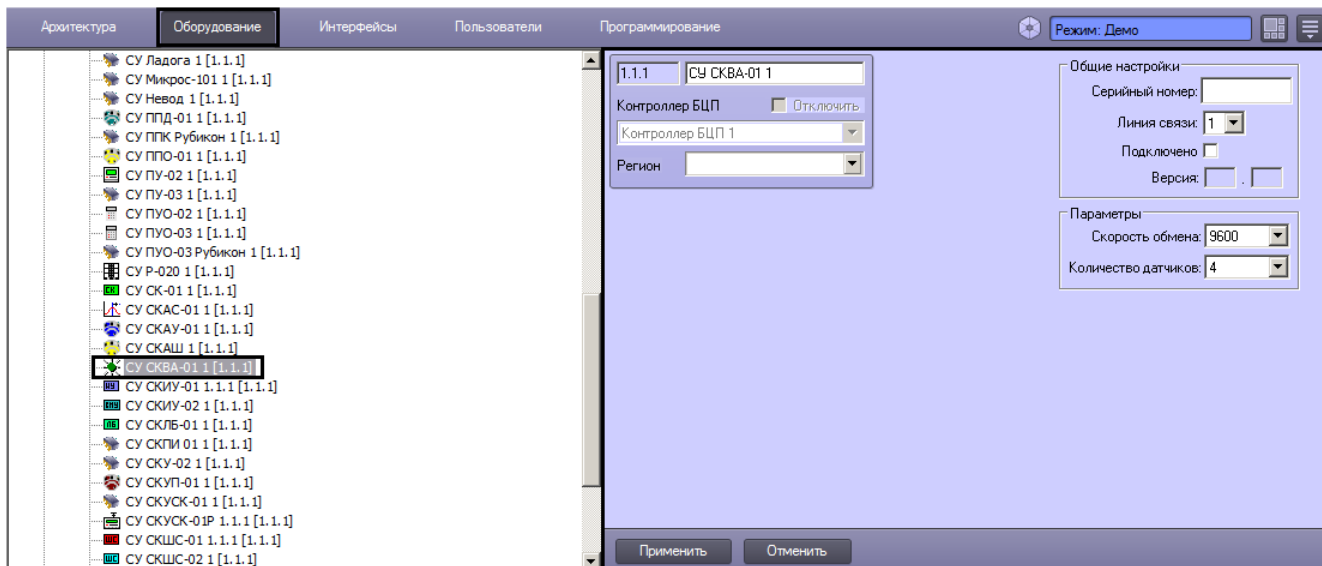 Архитектура Оборудование Интерфейсы Пользователи Программирование Режим: Демо
СУ Ладога 1 [1.1.1]
СУ Микрос-101 1 [1.1.1]
СУ Невод 1 [1.1.1]
СУ ППД-01 1 [1.1.1]
СУ ППК Рубикон 1 [1.1.1]
СУ ППО-01 1 [1.1.1]
СУ ПУ-02 1 [1.1.1]
СУ ПУ-03 1 [1.1.1]
СУ ПУО-02 1 [1.1.1]
СУ ПУО-03 1 [1.1.1]
СУ ПУО-03 Рубикон 1 [1.1.1]
СУ Р-020 1 [1.1.1]
СК СУ СК-01 1 [1.1.1]
СУ СКАС-01 1 [1.1.1]
СУ СКАУ-01 1 [1.1.1]
СУ СКАШ 1 [1.1.1]
СУ СКВА-01 1 [1.1.1]
СУ СКИУ-01 1.1.1 [1.1.1]
СУ СКИУ-02 1 [1.1.1]
ЛБ СУ СКЛБ-01 1 [1.1.1]
СУ СКПИ 01 1 [1.1.1]
СУ СКУ-02 1 [1.1.1]
СУ СКУП-01 1 [1.1.1]
СУ СКУСК-01 1 [1.1.1]
СУ СКУСК-01Р 1.1.1 [1.1.1]
ШС СУ СКШС-01 1.1.1 [1.1.1]
ШС СУ СКШС-02 1 [1.1.1]
1.1.1 СУ СКВА-01 1
Контроллер БЦП Отключить
Контроллер БЦП 1
Регион
Общие настройки
Серийный номер:
Линия связи: 1
Подключено
Версия: .
Параметры
Скорость обмена: 9600
Количество датчиков: 4
Применить Отменить